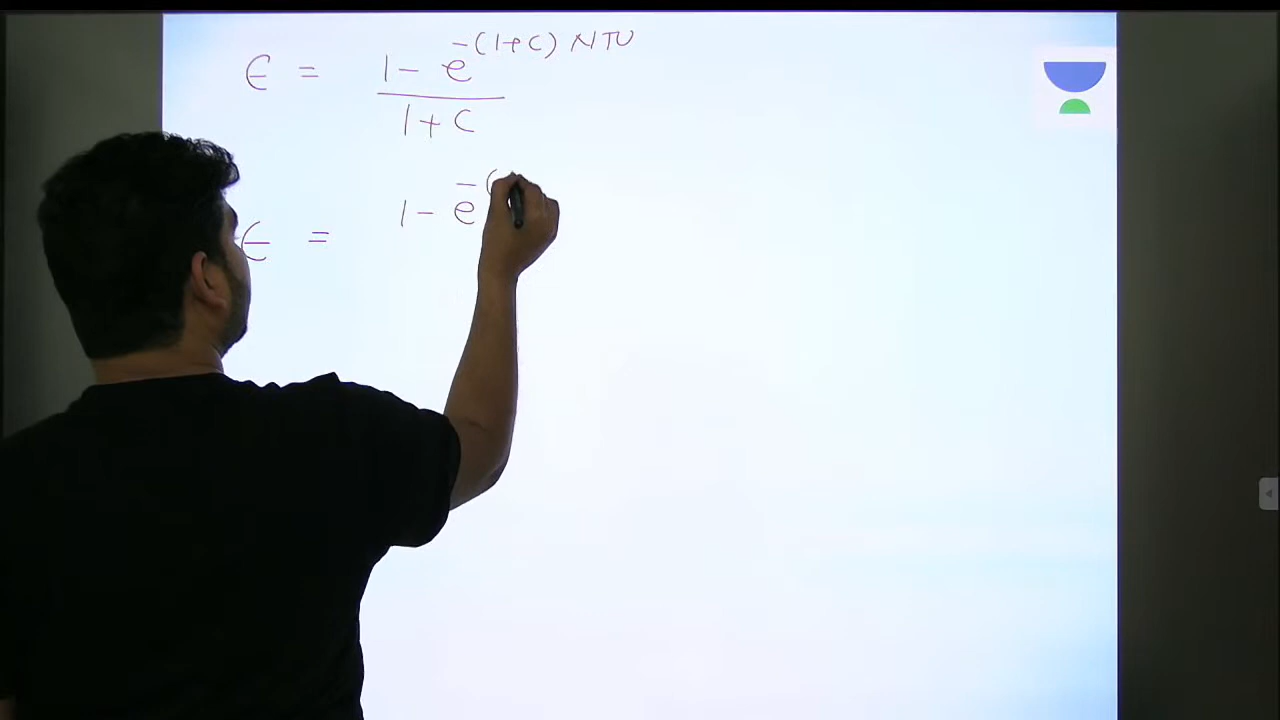 ϵ = 1 - e^-(1+C) NTU / 1 + C
ϵ = 1 - e^-(